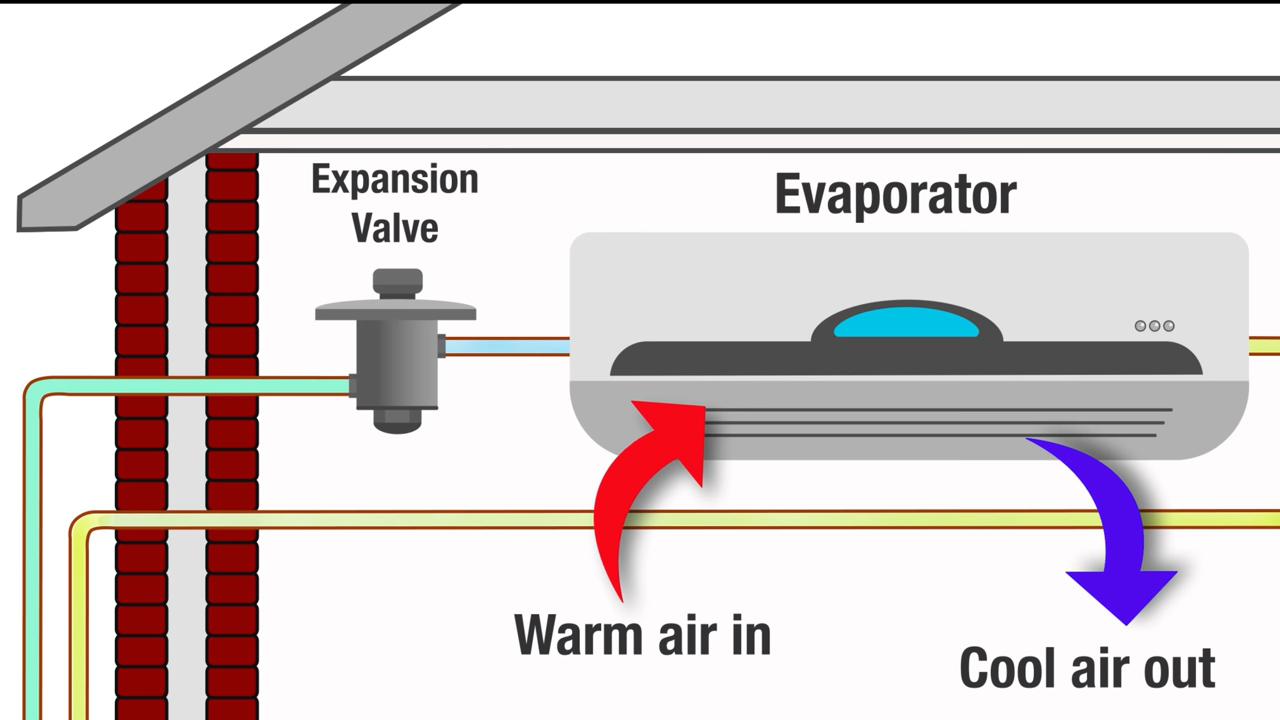 Expansion
Valve
Evaporator
Warm air in
Cool air out